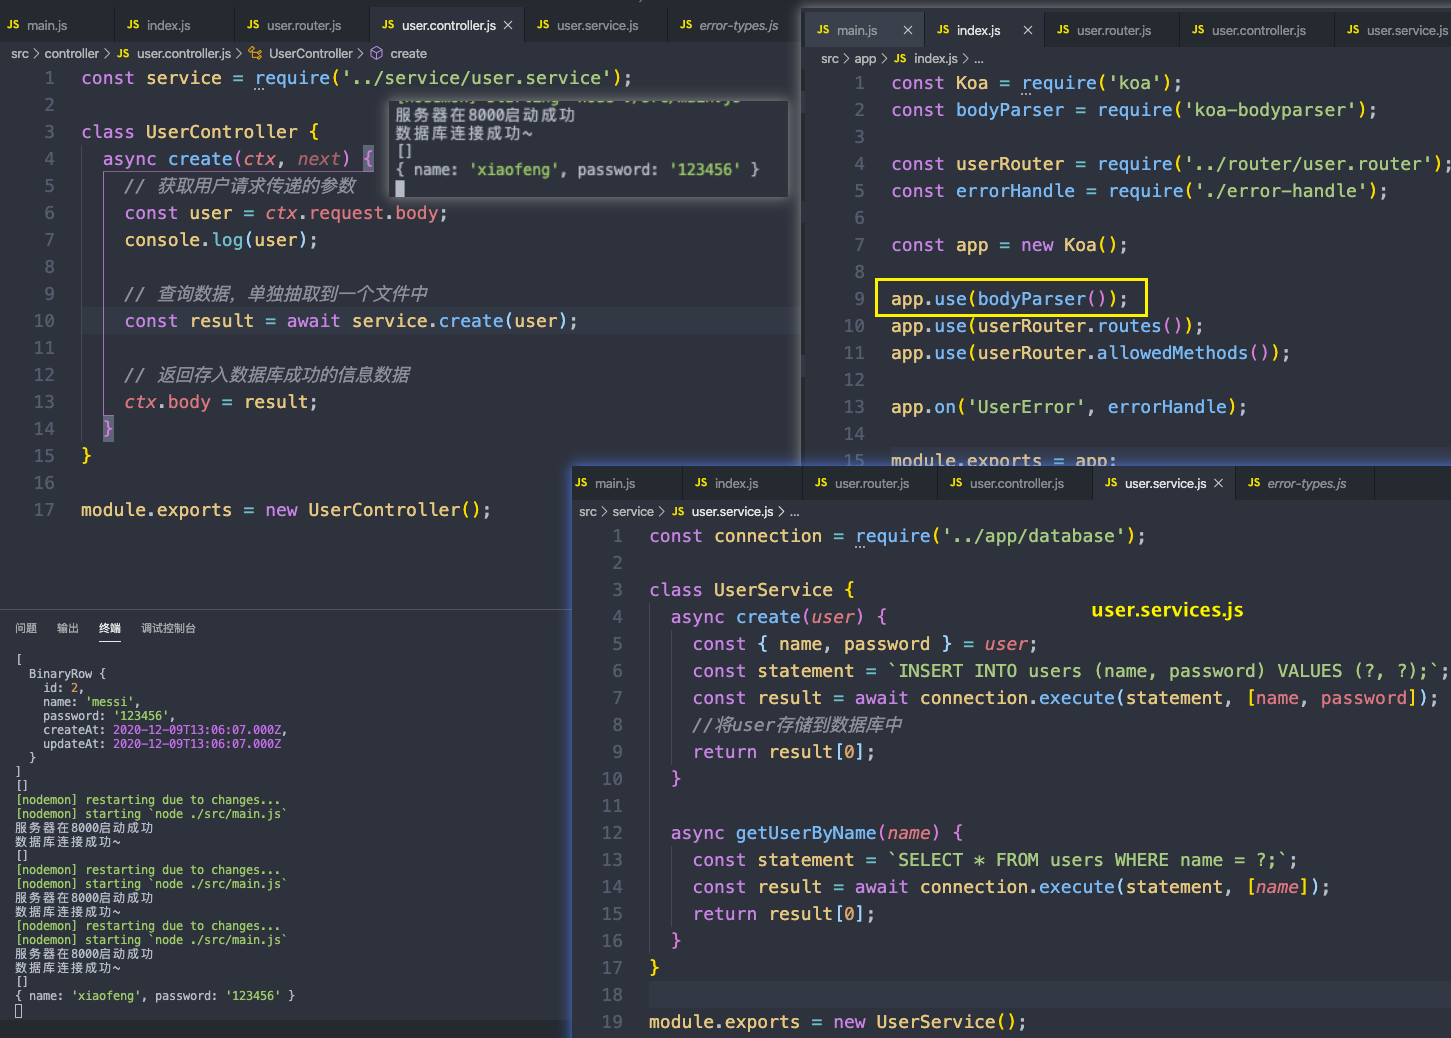 main.js index.js user.router.js user.controller.js user.service.js error-types.js
src > controller > user.controller.js > UserController > create
1 const service = require('../service/user.service');
2
3 class UserController {
4 async create(ctx, next) {
5 // 获取用户请求传递的参数
6 const user = ctx.request.body;
7 console.log(user);
8
9 // 查询数据，单独抽取到一个文件中
10 const result = await service.create(user);
11
12 // 返回存入数据库成功的信息数据
13 ctx.body = result;
14 }
15 }
16
17 module.exports = new UserController();
[nodemon] starting `node ./src/main.js`
服务器在8000启动成功
数据库连接成功~
[]
{ name: 'xiaofeng', password: '123456' }
main.js index.js user.router.js user.controller.js user.service.js
src > app > index.js > ...
1 const Koa = require('koa');
2 const bodyParser = require('koa-bodyparser');
3
4 const userRouter = require('../router/user.router');
5 const errorHandle = require('./error-handle');
6
7 const app = new Koa();
8
9 app.use(bodyParser());
10 app.use(userRouter.routes());
11 app.use(userRouter.allowedMethods());
12
13 app.on('UserError', errorHandle);
14
15 module.exports = app;
问题 输出 终端 调试控制台
[
BinaryRow {
id: 2,
name: 'messi',
password: '123456',
createAt: 2020-12-09T13:06:07.000Z,
updateAt: 2020-12-09T13:06:07.000Z
}
]
[]
[nodemon] restarting due to changes...
[nodemon] starting `node ./src/main.js`
服务器在8000启动成功
数据库连接成功~
[]
[nodemon] restarting due to changes...
[nodemon] starting `node ./src/main.js`
服务器在8000启动成功
数据库连接成功~
[nodemon] restarting due to changes...
[nodemon] starting `node ./src/main.js`
服务器在8000启动成功
数据库连接成功~
[]
{ name: 'xiaofeng', password: '123456' }
main.js index.js user.router.js user.controller.js user.service.js error-types.js
src > service > user.service.js > ...
1 const connection = require('../app/database');
2
3 class UserService {
user.services.js
4 async create(user) {
5 const { name, password } = user;
6 const statement = `INSERT INTO users (name, password) VALUES (?, ?);`;
7 const result = await connection.execute(statement, [name, password]);
8 //将user存储到数据库中
9 return result[0];
10 }
11
12 async getUserByName(name) {
13 const statement = `SELECT * FROM users WHERE name = ?;`;
14 const result = await connection.execute(statement, [name]);
15 return result[0];
16 }
17 }
18
19 module.exports = new UserService();